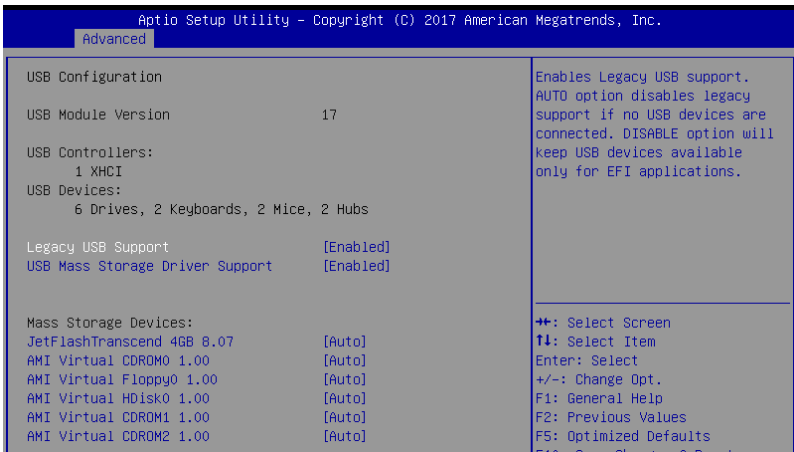 Aptio Setup Utility – Copyright (C) 2017 American Megatrends, Inc.
Advanced
USB Configuration
USB Module Version 17
USB Controllers:
1 XHCI
USB Devices:
6 Drives, 2 Keyboards, 2 Mice, 2 Hubs
Legacy USB Support [Enabled]
USB Mass Storage Driver Support [Enabled]
Mass Storage Devices:
JetFlashTranscend 4GB 8.07 [Auto]
AMI Virtual CDROM0 1.00 [Auto]
AMI Virtual Floppy0 1.00 [Auto]
AMI Virtual HDisk0 1.00 [Auto]
AMI Virtual CDROM1 1.00 [Auto]
AMI Virtual CDROM2 1.00 [Auto]
Enables Legacy USB support.
AUTO option disables legacy
support if no USB devices are
connected. DISABLE option will
keep USB devices available
only for EFI applications.
→←: Select Screen
↑↓: Select Item
Enter: Select
+/-: Change Opt.
F1: General Help
F2: Previous Values
F5: Optimized Defaults